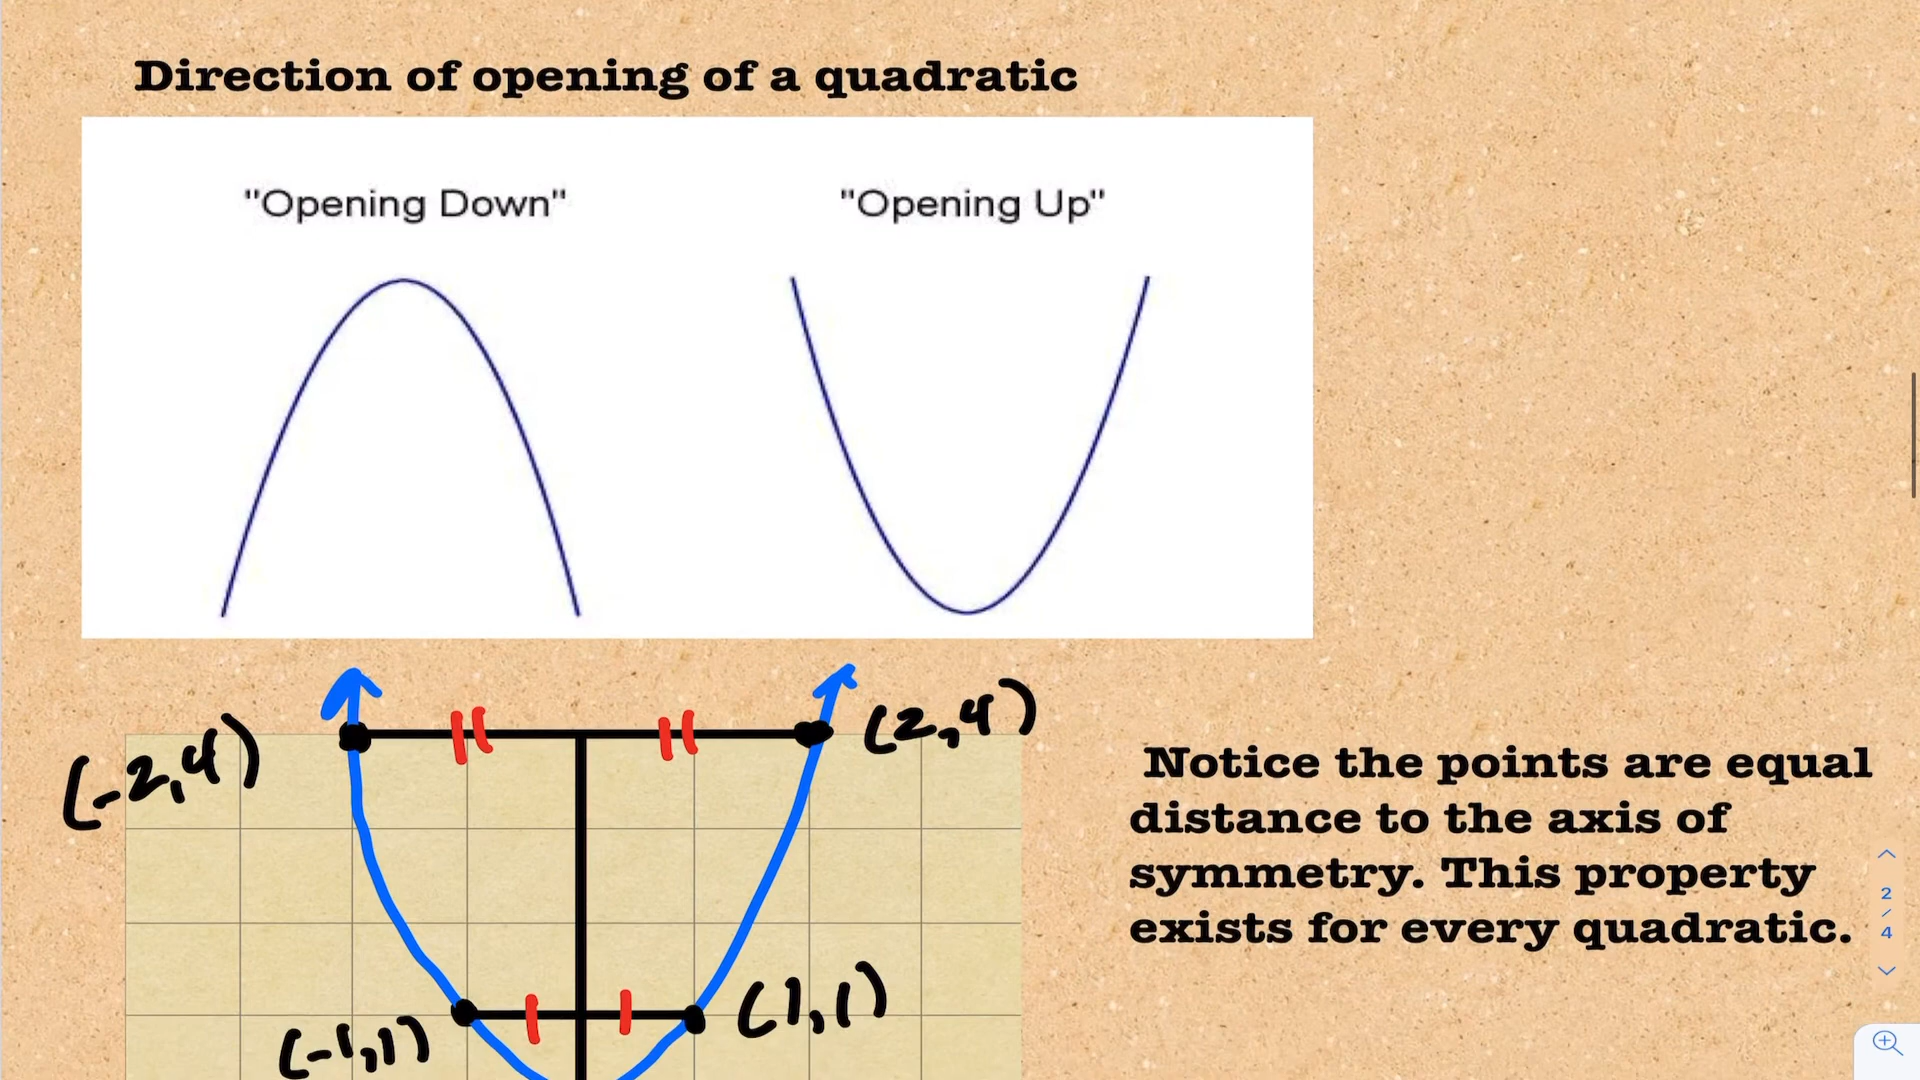 Direction of opening of a quadratic
"Opening Down"
"Opening Up"
(-2,4)
(2,4)
Notice the points are equal
distance to the axis of
symmetry. This property
exists for every quadratic.
(-1,1)
(1,1)
2
/
4